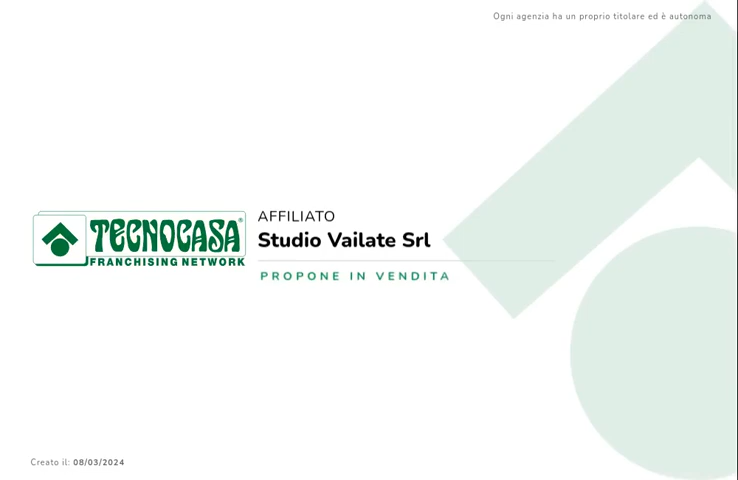 Ogni agenzia ha un proprio titolare ed è autonoma
AFFILIATO
TECNOCASA®
Studio Vailate Srl
FRANCHISING NETWORK
PROPONE IN VENDITA
Creato il: 08/03/2024